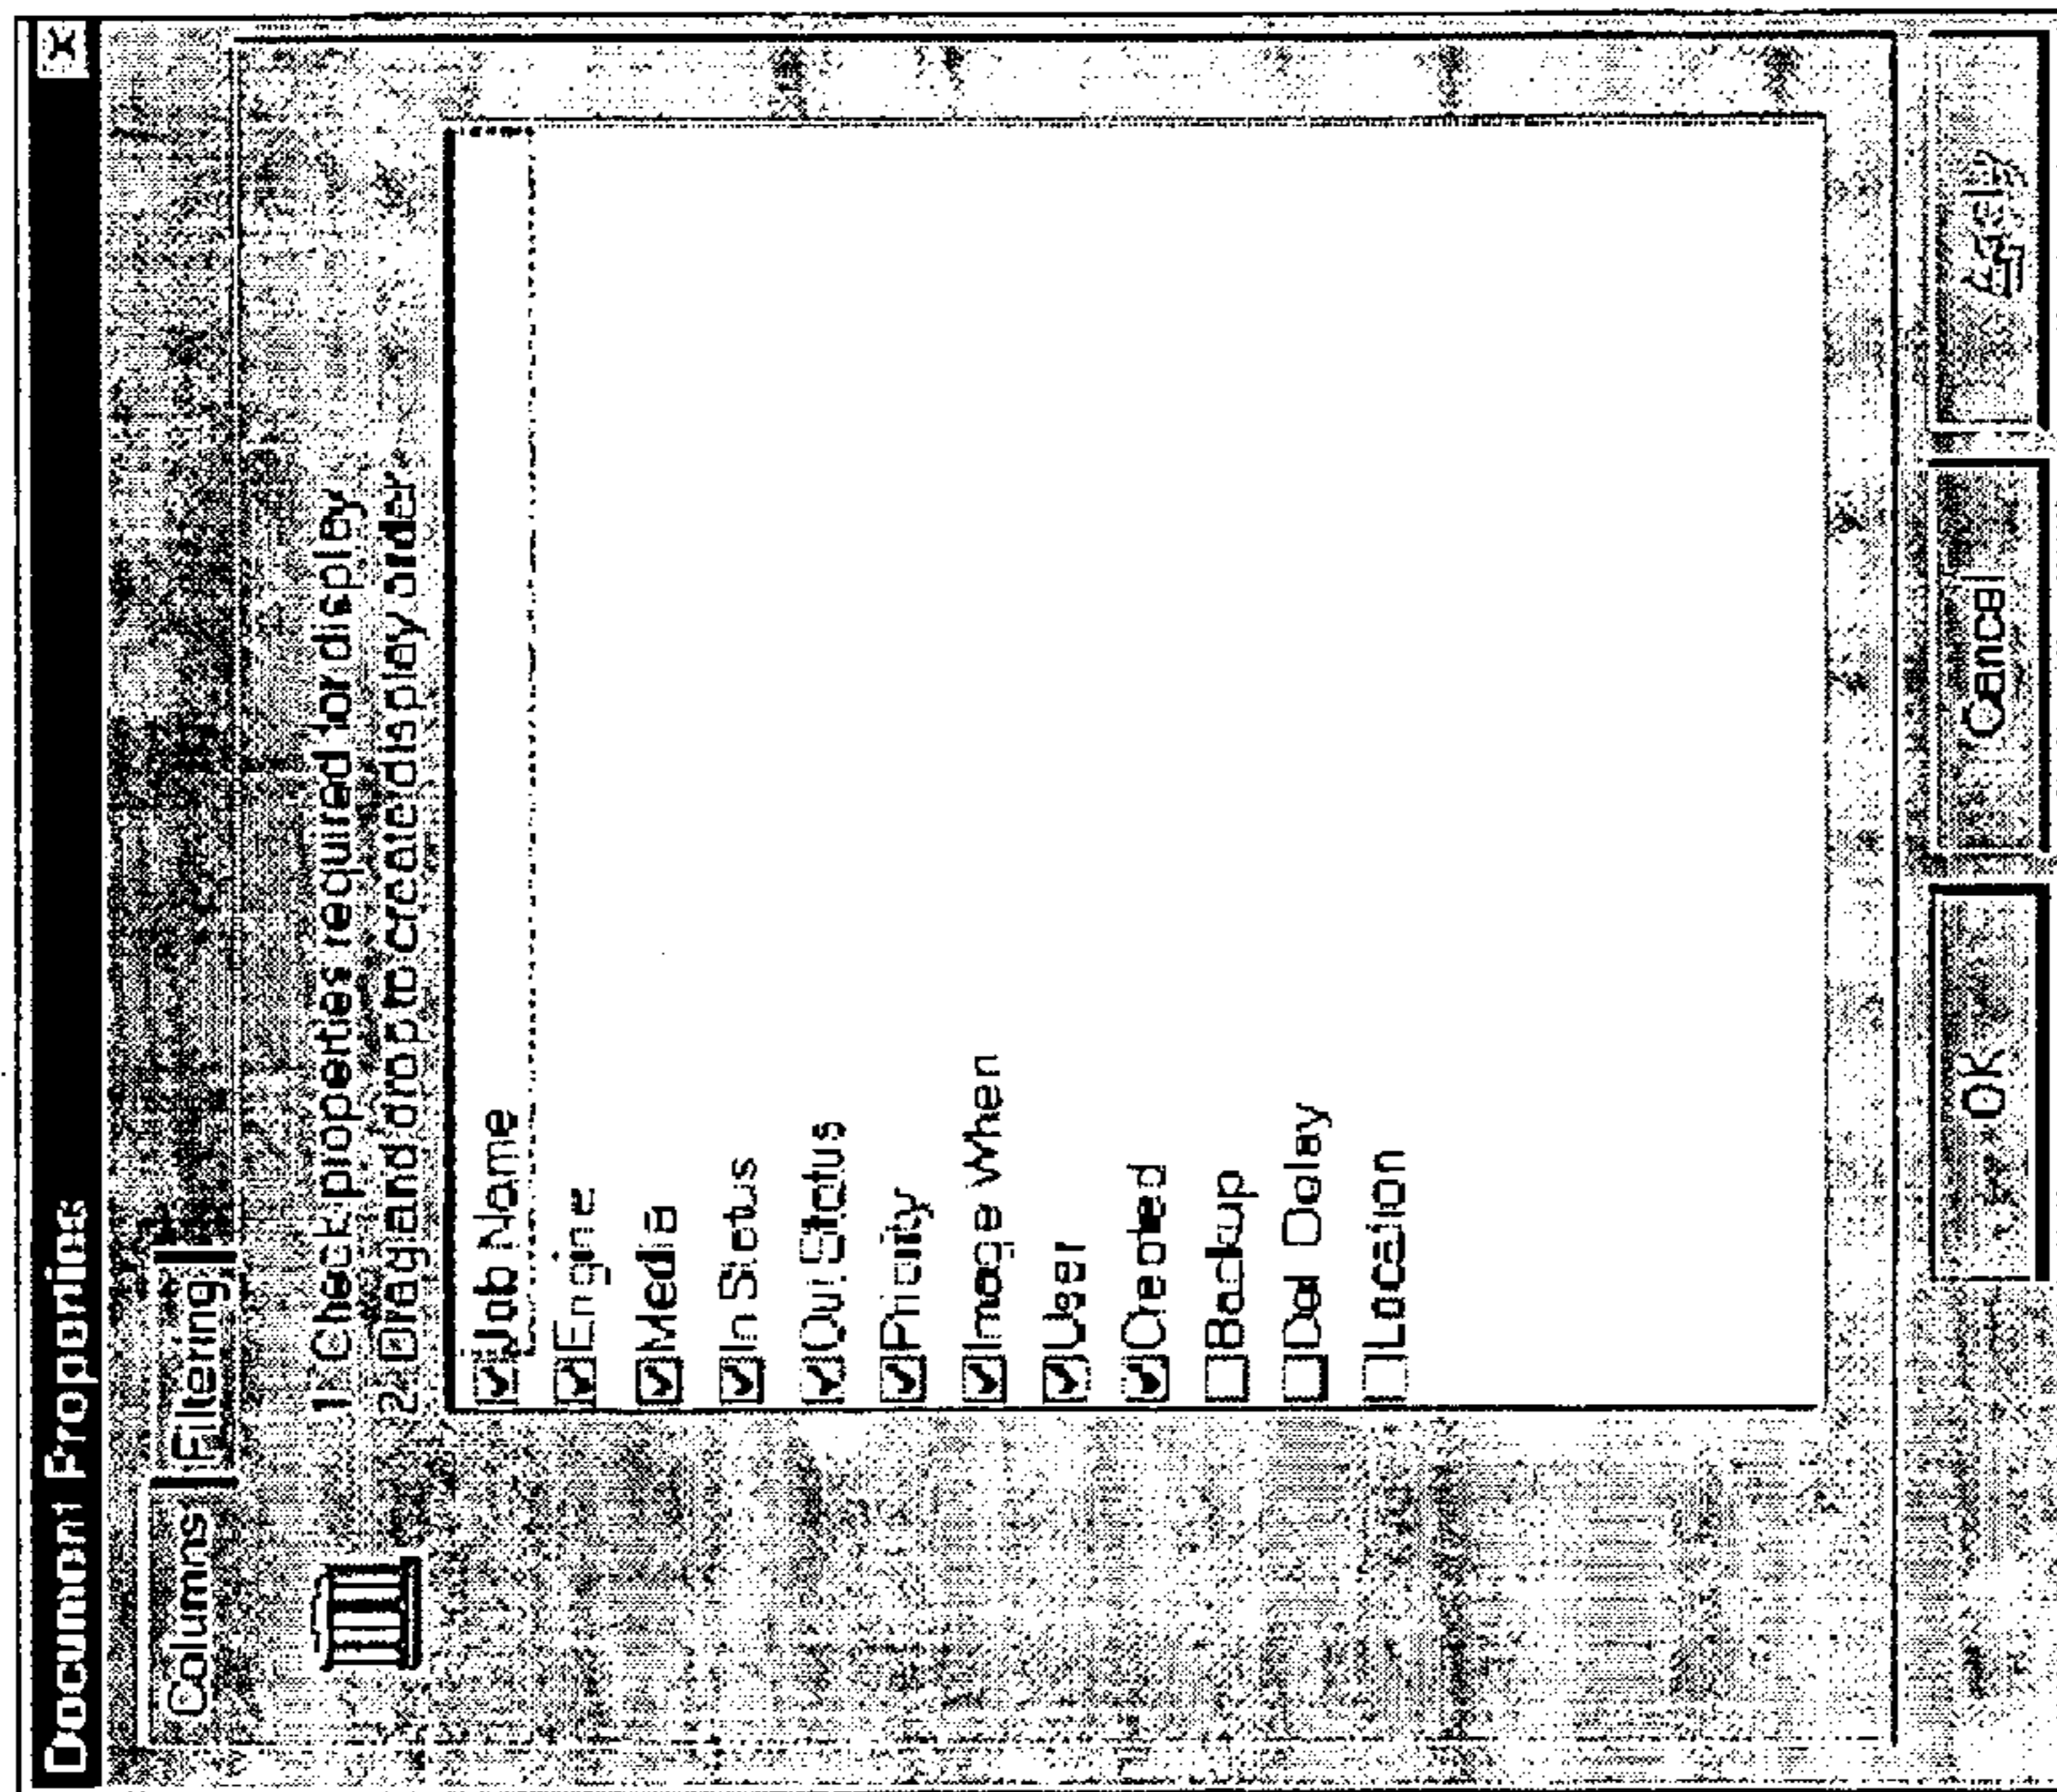 Document Properties
Columns
Filtering
1. Check properties required for display
2. Drag and drop to create display order
Job Name
Engine
Media
In Status
Out Status
Priority
Image When
User
Created
Backup
Del Delay
Location
OK
Cancel
Apply